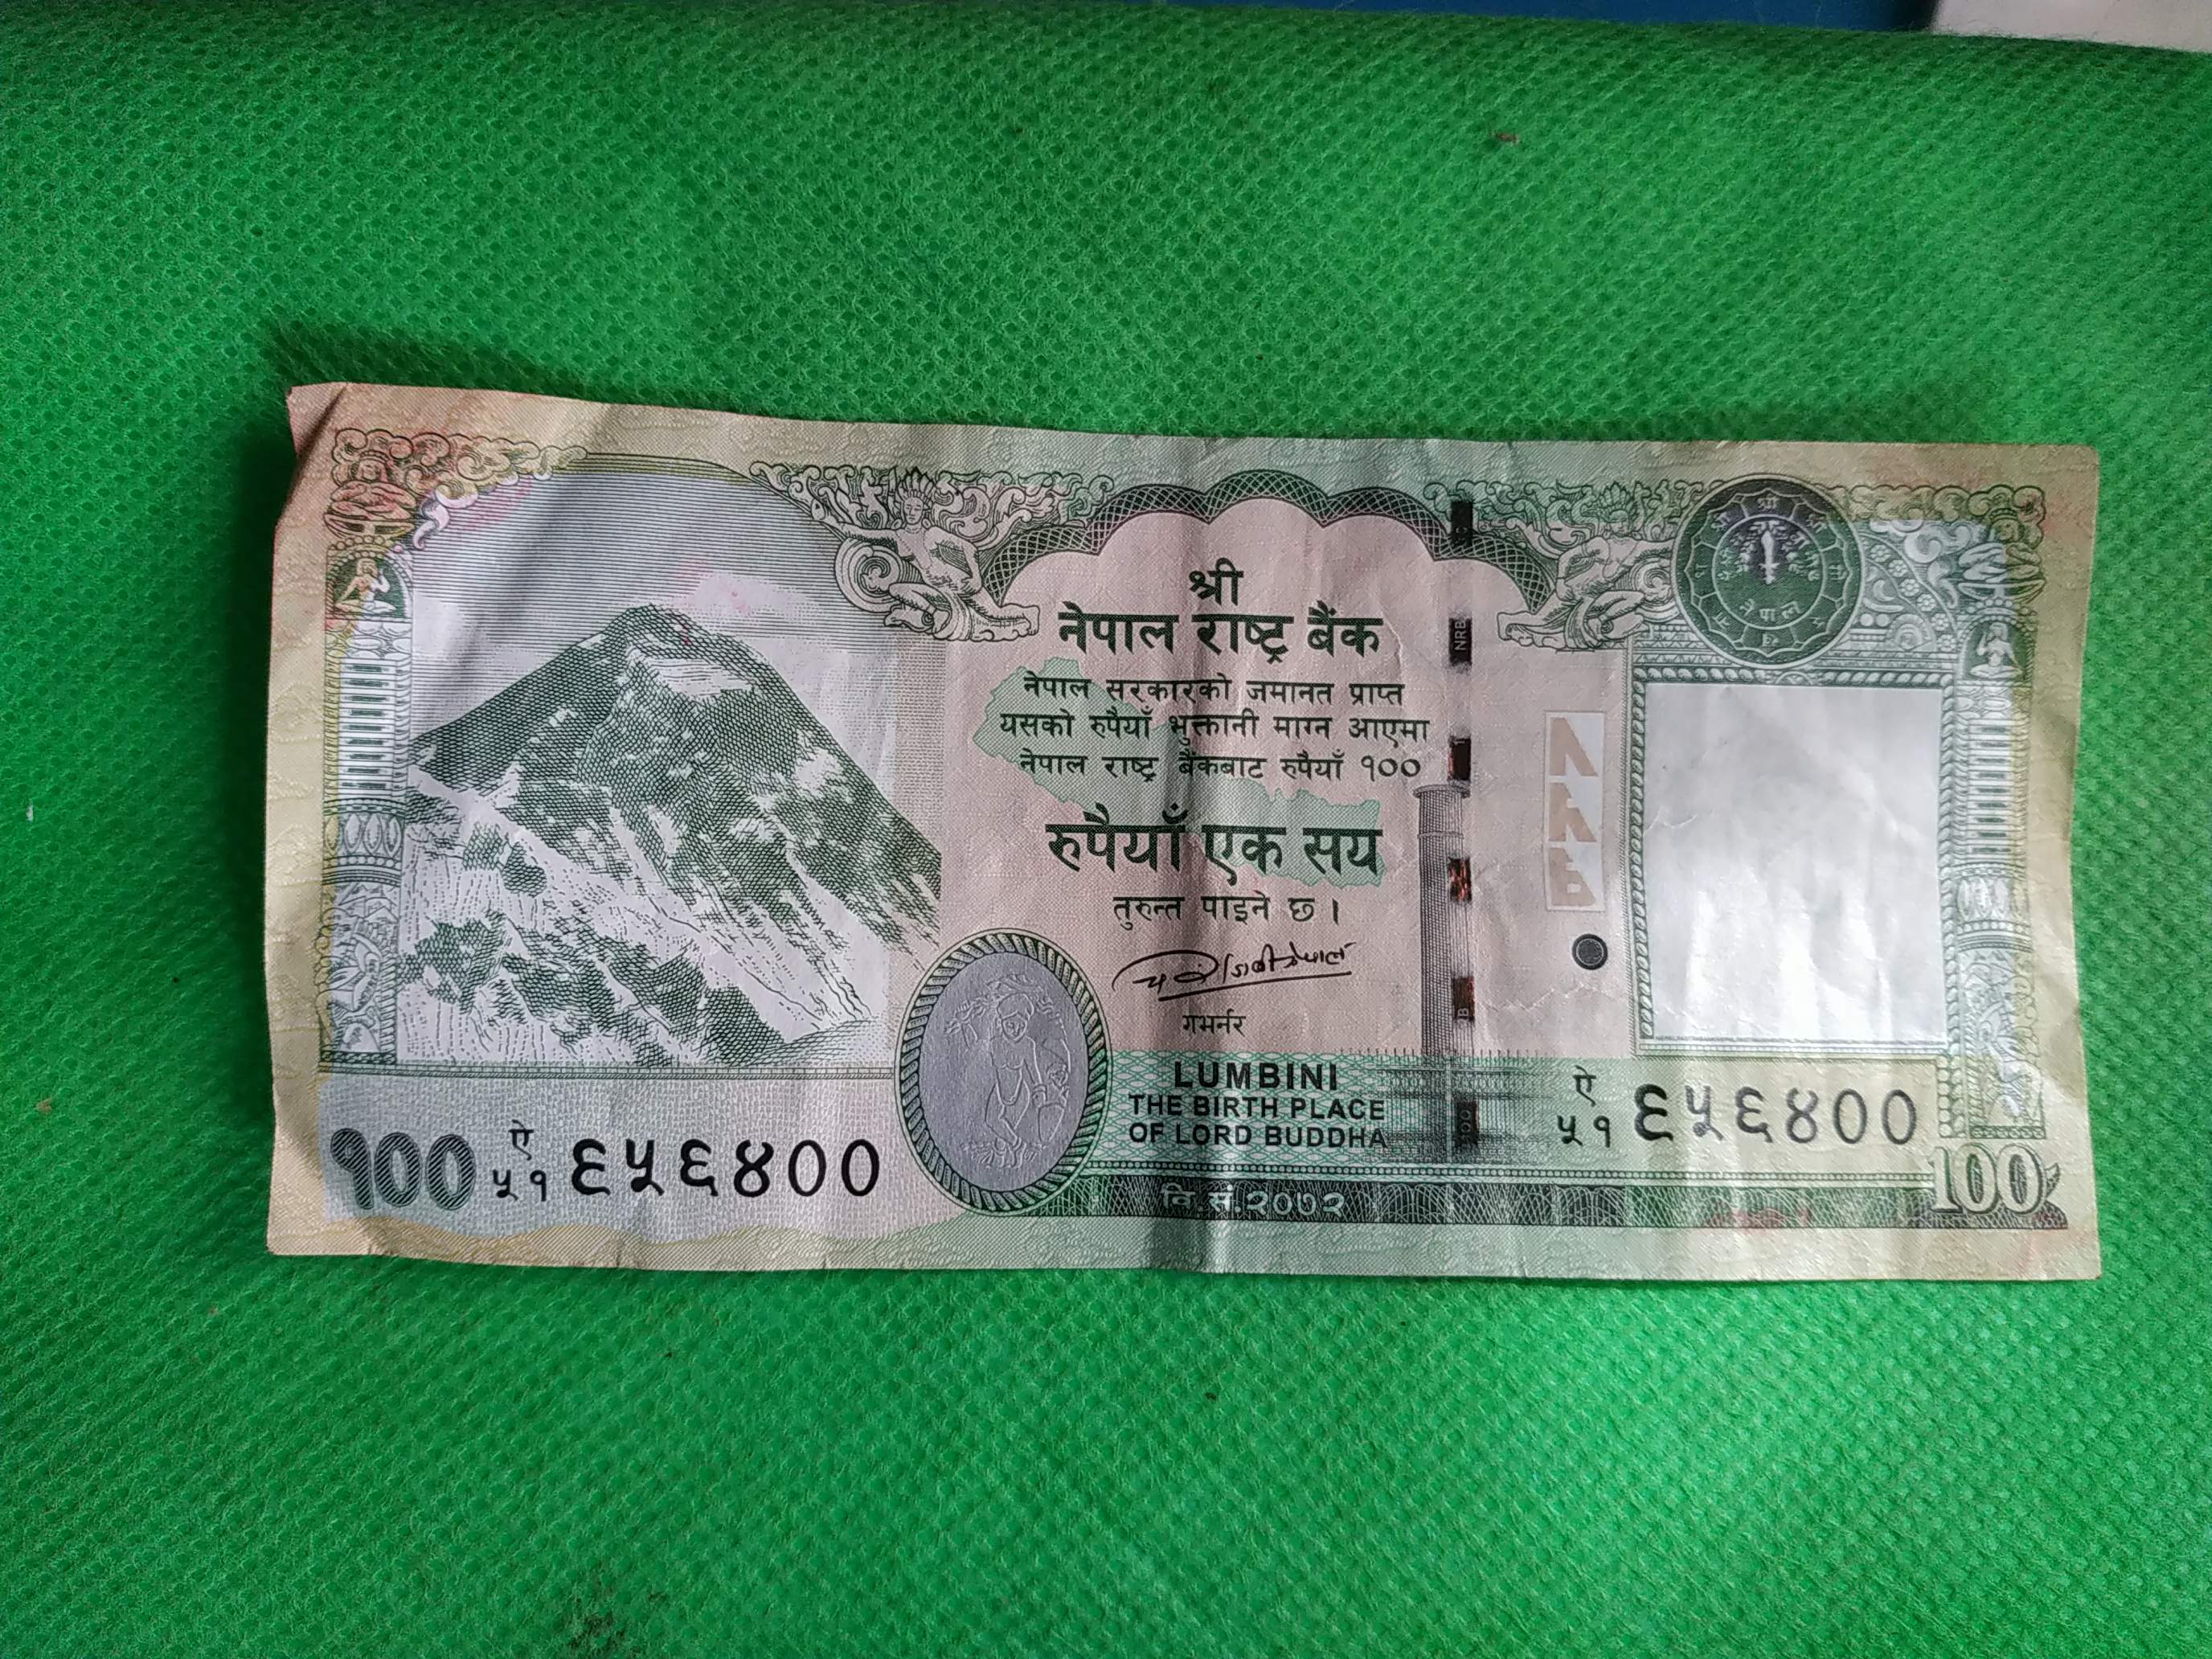 श्री
नेपाल राष्ट्र बैंक
नेपाल सरकारको जमानत प्राप्त
यसको रुपैयाँ भुक्तानी माग्न आएमा
नेपाल राष्ट्र बैंकबाट रुपैयाँ १००
रुपैयाँ एक सय
तुरुन्त पाइने छ ।
गभर्नर
LUMBINI
THE BIRTH PLACE
OF LORD BUDDHA
वि.सं.२०७२
१०० ऐ ५१ ६५६४००
ऐ ५१ ६५६४००
100
NRB
नेपाल